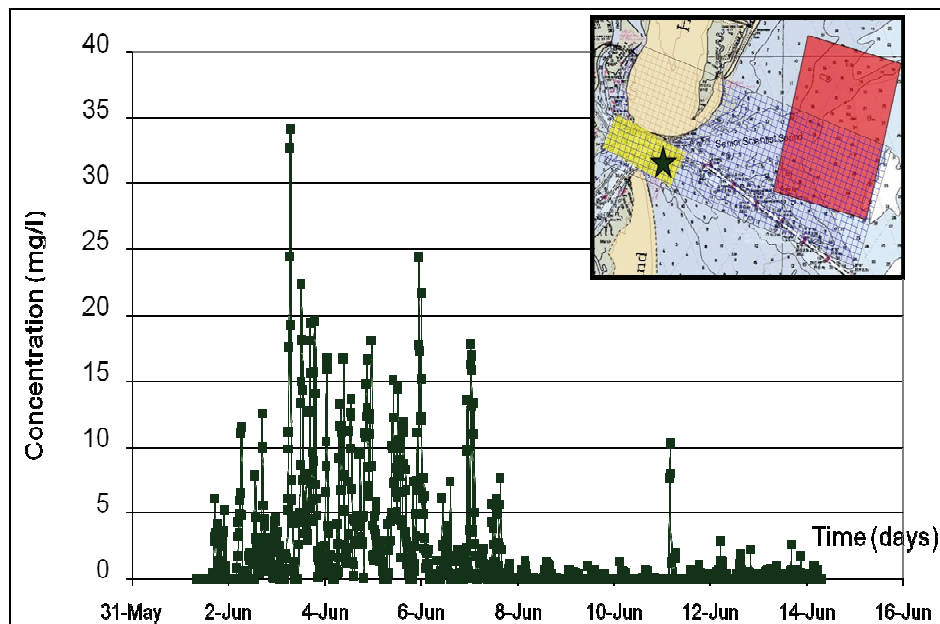 40
35
30
25
20
15
10
5
0
Concentration (mg/l)
Time (days)
31-May
2-Jun
4-Jun
6-Jun
8-Jun
10-Jun
12-Jun
14-Jun
16-Jun
Senior Scientist Sound
nd